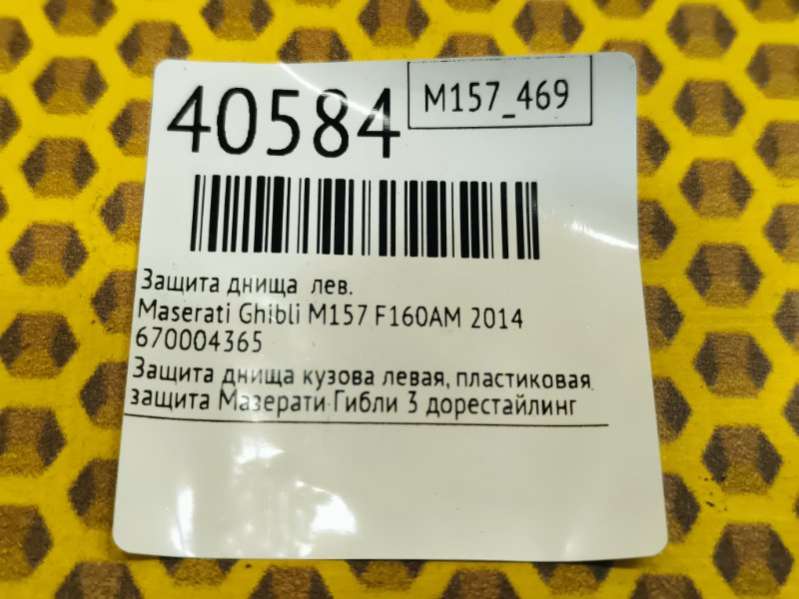 40584
M157_469
Защита днища лев.
Maserati Ghibli M157 F160AM 2014
670004365
Защита днища кузова левая, пластиковая
защита Мазерати Гибли 3 дорестайлинг